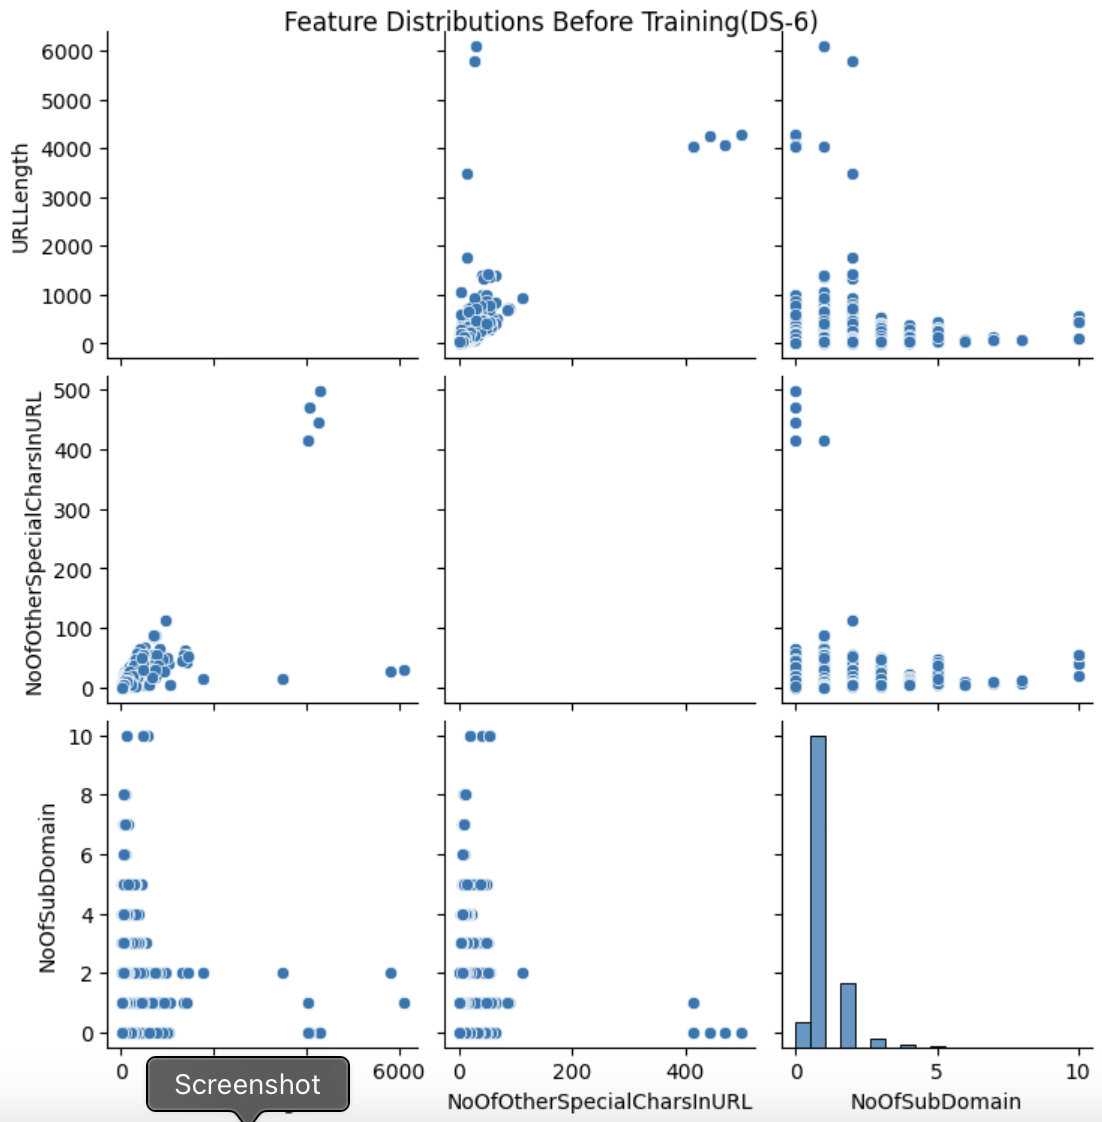 Feature Distributions Before Training(DS-6)
6000
5000
4000
3000
2000
1000
0
URLLength
500
400
300
200
100
0
NoOfOtherSpecialCharsInURL
10
8
6
4
2
0
NoOfSubDomain
0 6000 0 200 400 0 5 10
Screenshot
NoOfOtherSpecialCharsInURL NoOfSubDomain